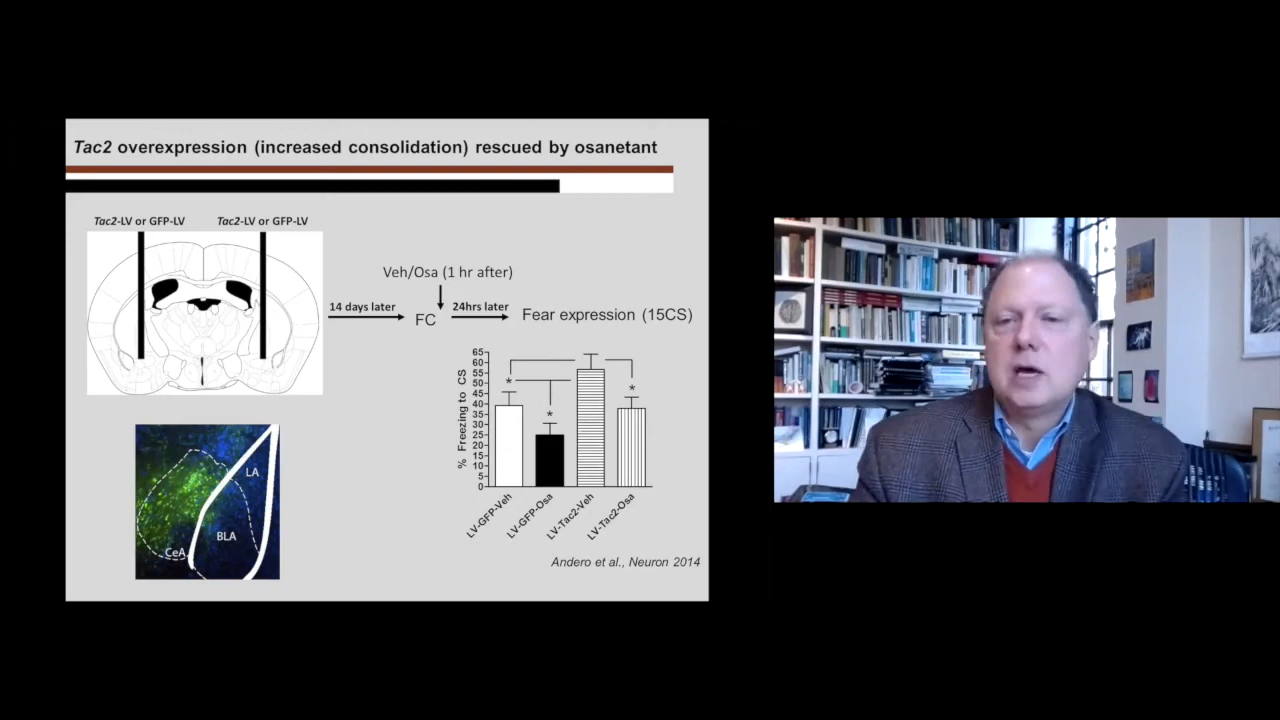 Tac2 overexpression (increased consolidation) rescued by osanetant
Tac2-LV or GFP-LV
Tac2-LV or GFP-LV
Veh/Osa (1 hr after)
14 days later
FC
24hrs later
Fear expression (15CS)
% Freezing to CS
65
60
55
50
45
40
35
30
25
20
15
10
5
0
*
*
*
LV-GFP-Veh
LV-GFP-Osa
LV-Tac2-Veh
LV-Tac2-Osa
LA
BLA
CeA
Andero et al., Neuron 2014